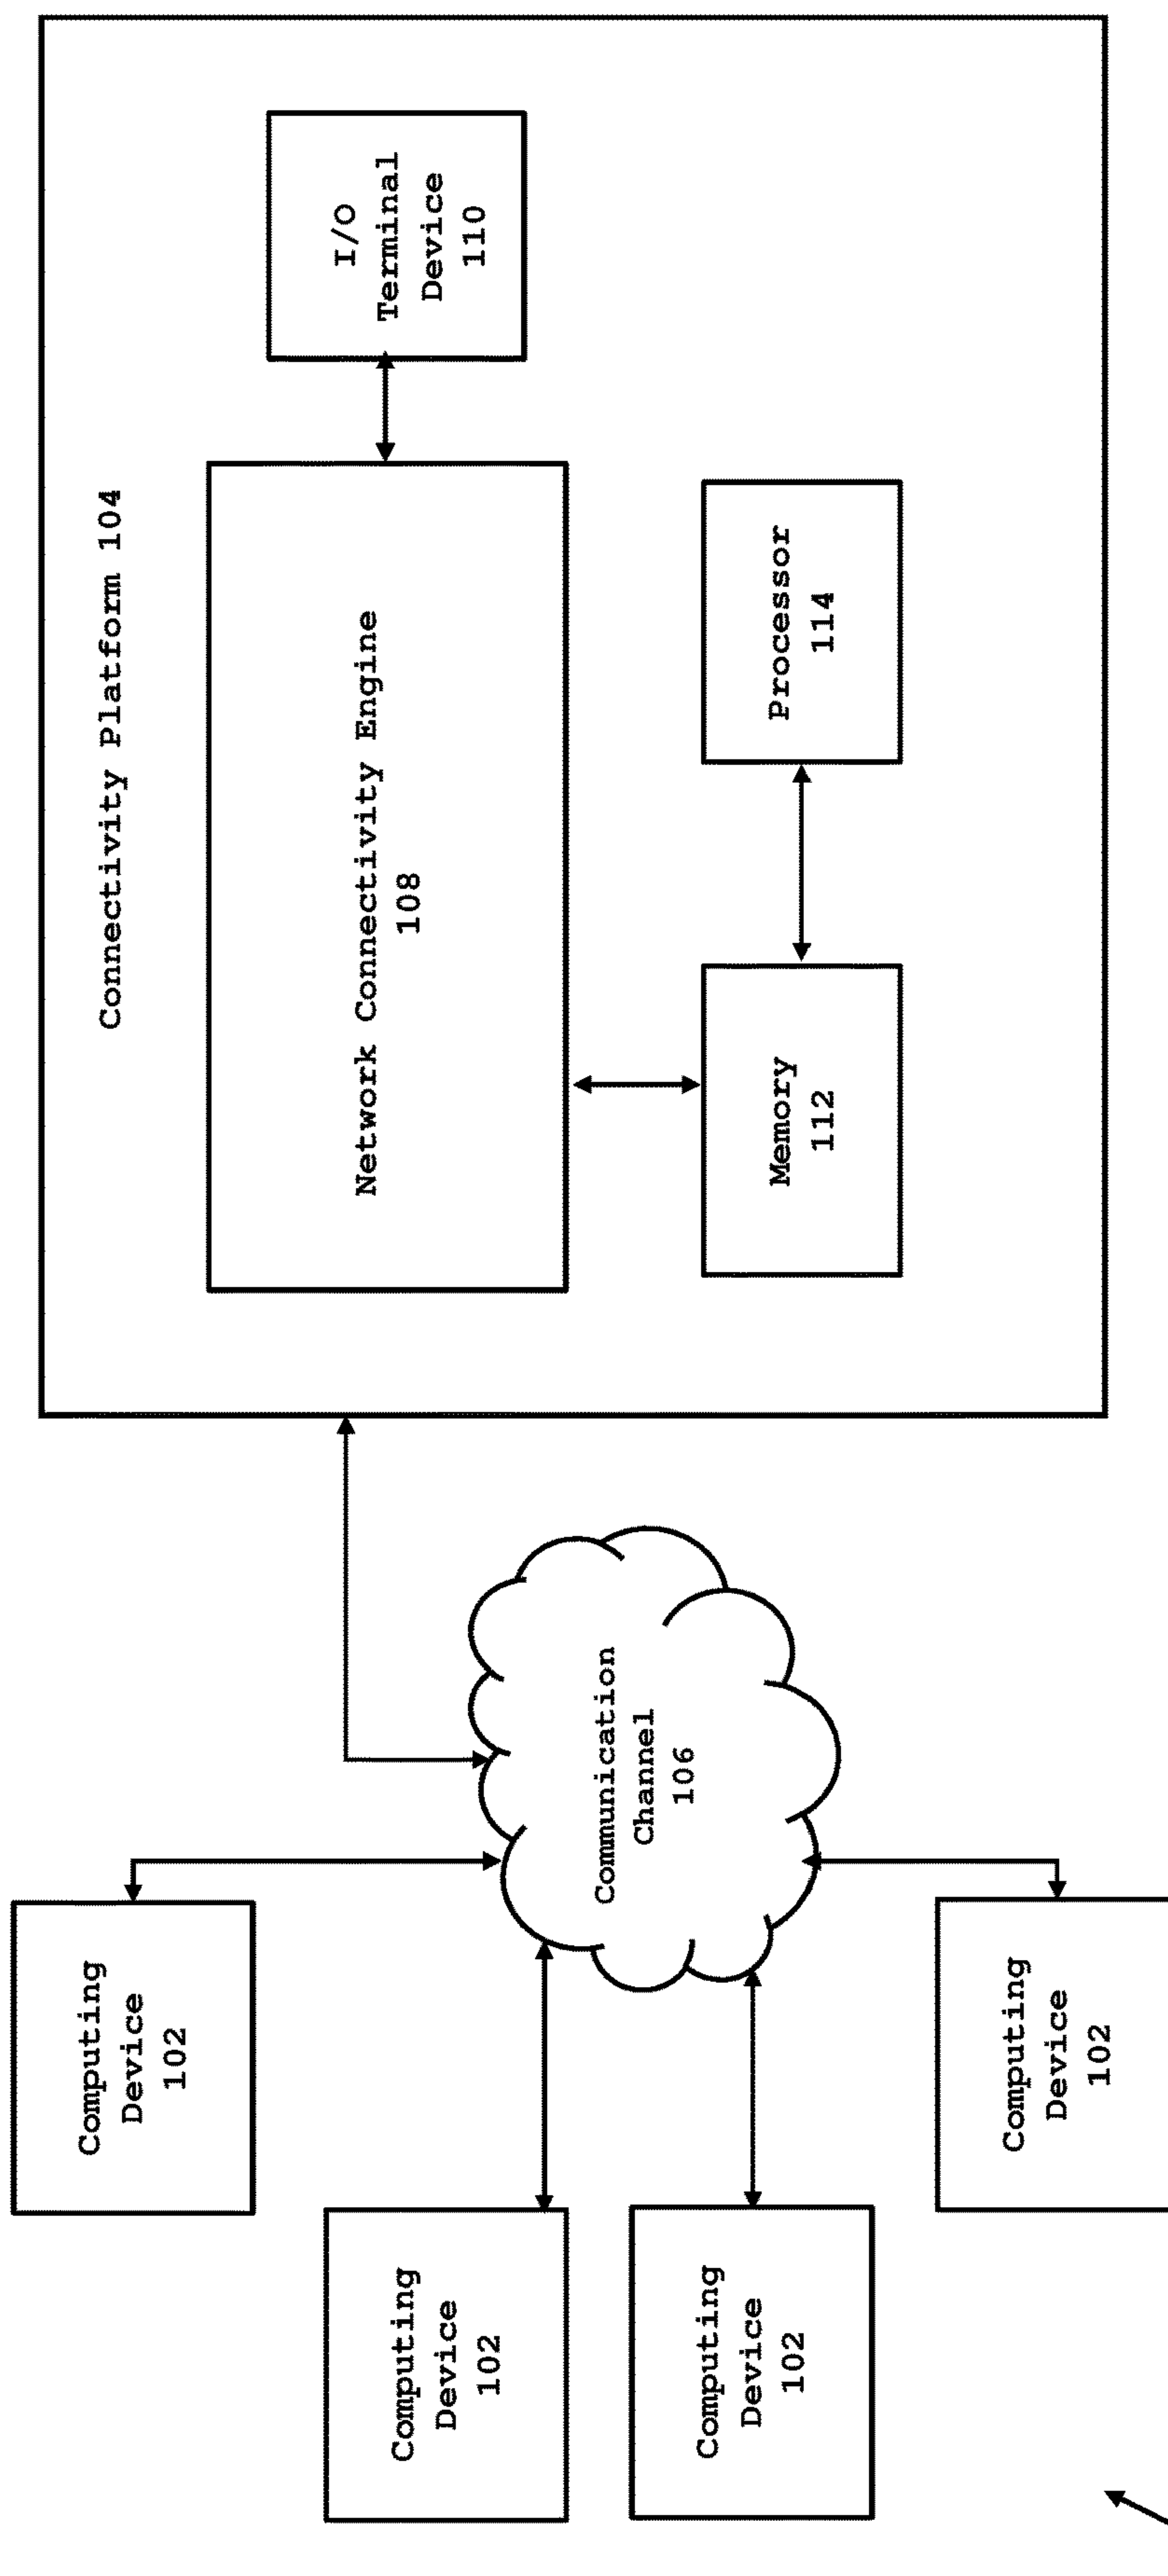 Computing
Device
102
Computing
Device
102
Computing
Device
102
Computing
Device
102
Communication
Channel
106
Connectivity Platform 104
Network Connectivity Engine
108
I/O
Terminal
Device
110
Memory
112
Processor
114